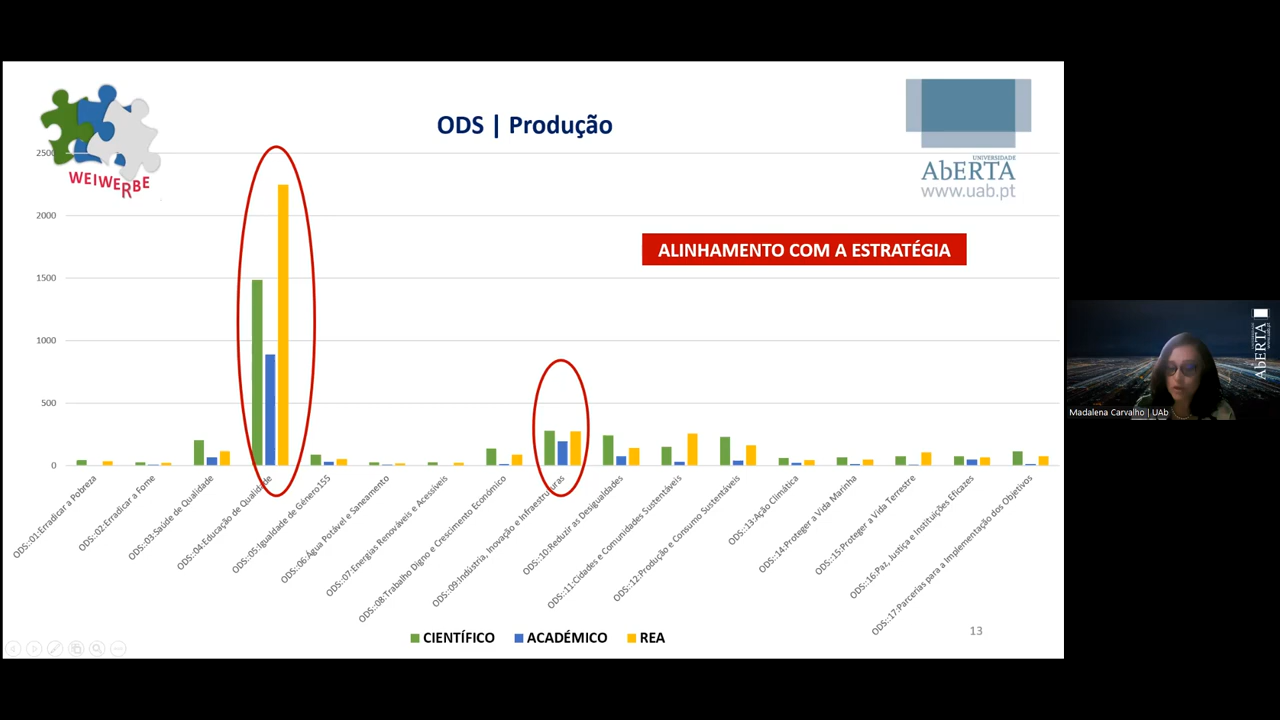 ODS | Produção
WEIWERBE
UNIVERSIDADE
AbERTA
www.uab.pt
ALINHAMENTO COM A ESTRATÉGIA
2500
2000
1500
1000
500
0
ODS::01:Erradicar a Pobreza
ODS::02:Erradicar a Fome
ODS::03:Saúde de Qualidade
ODS::04:Educação de Qualidade
ODS::05:Igualdade de Género155
ODS::06:Água Potável e Saneamento
ODS::07:Energias Renováveis e Acessíveis
ODS::08:Trabalho Digno e Crescimento Económico
ODS::09:Indústria, Inovação e Infraestruturas
ODS::10:Reduzir as Desigualdades
ODS::11:Cidades e Comunidades Sustentáveis
ODS::12:Produção e Consumo Sustentáveis
ODS::13:Ação Climática
ODS::14:Proteger a Vida Marinha
ODS::15:Proteger a Vida Terrestre
ODS::16:Paz, Justiça e Instituições Eficazes
ODS::17:Parcerias para a Implementação dos Objetivos
CIENTÍFICO
ACADÉMICO
REA
13
UNIVERSIDADE
AbERTA
Madalena Carvalho | UAb